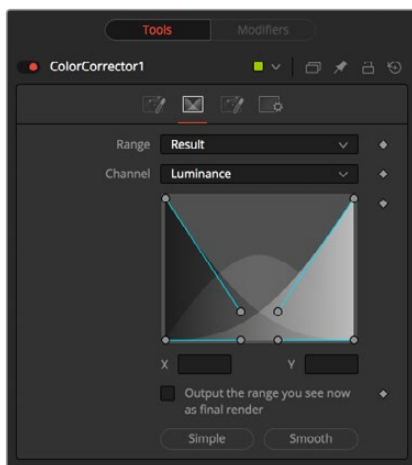 Tools Modifiers
ColorCorrector1
Range Result
Channel Luminance
X Y
Output the range you see now
as final render
Simple Smooth